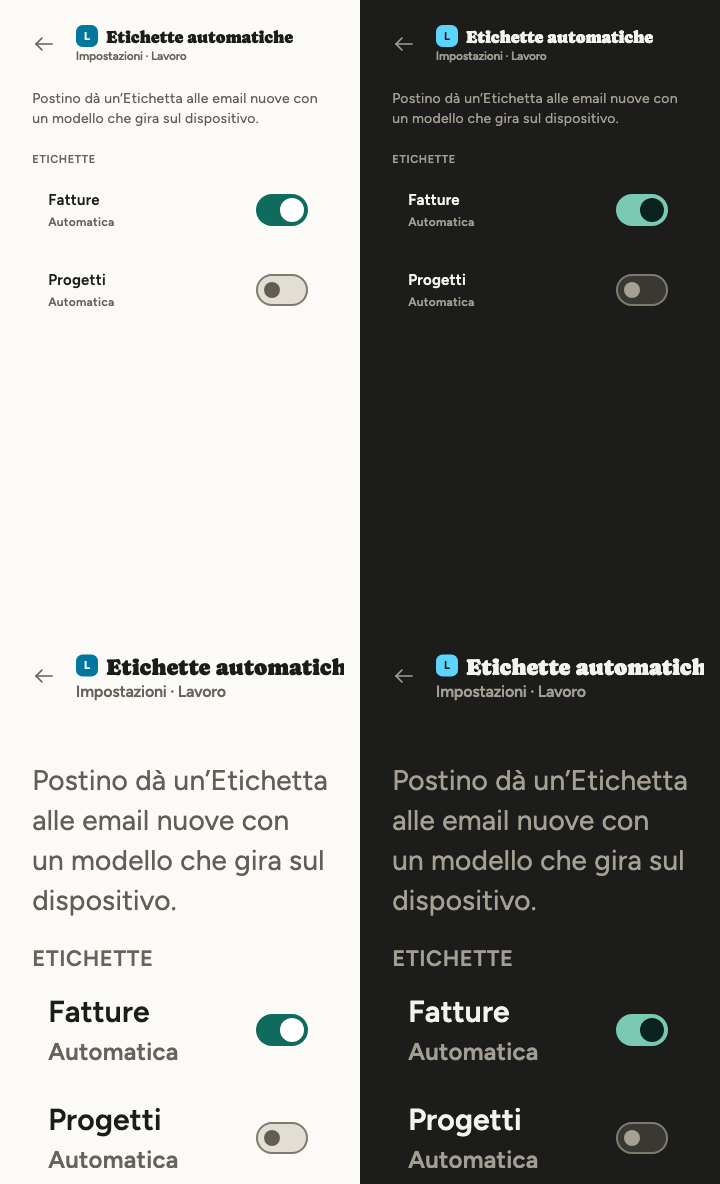 L Etichette automatiche
Impostazioni · Lavoro
Postino dà un’Etichetta alle email nuove con
un modello che gira sul dispositivo.
ETICHETTE
Fatture
Automatica
Progetti
Automatica
L Etichette automatiche
Impostazioni · Lavoro
Postino dà un’Etichetta alle email nuove con
un modello che gira sul dispositivo.
ETICHETTE
Fatture
Automatica
Progetti
Automatica
L Etichette automatich
Impostazioni · Lavoro
Postino dà un’Etichetta
alle email nuove con
un modello che gira sul
dispositivo.
ETICHETTE
Fatture
Automatica
Progetti
Automatica
L Etichette automatich
Impostazioni · Lavoro
Postino dà un’Etichetta
alle email nuove con
un modello che gira sul
dispositivo.
ETICHETTE
Fatture
Automatica
Progetti
Automatica